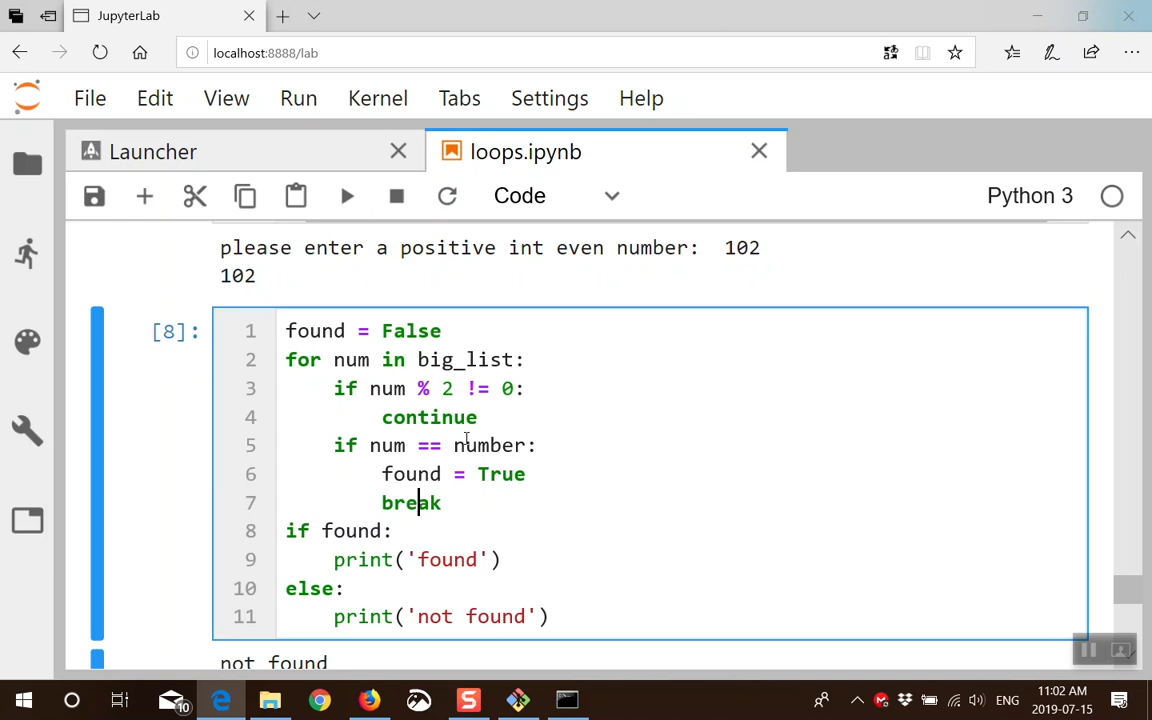 JupyterLab
localhost:8888/lab
File Edit View Run Kernel Tabs Settings Help
Launcher loops.ipynb
Code Python 3
please enter a positive int even number: 102
102
[8]:
1 found = False
2 for num in big_list:
3 if num % 2 != 0:
4 continue
5 if num == number:
6 found = True
7 break
8 if found:
9 print('found')
10 else:
11 print('not found')
not found
10 ENG 11:02 AM
2019-07-15